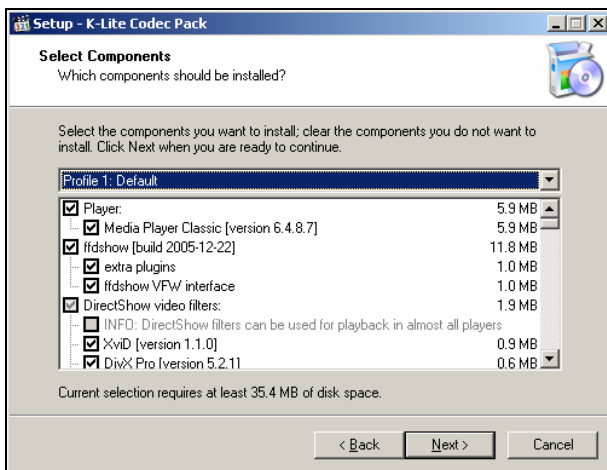 Setup - K-Lite Codec Pack
Select Components
Which components should be installed?
Select the components you want to install; clear the components you do not want to
install. Click Next when you are ready to continue.
Profile 1: Default
Player: 5.9 MB
Media Player Classic [version 6.4.8.7] 5.9 MB
ffdshow [build 2005-12-22] 11.8 MB
extra plugins 1.0 MB
ffdshow VFW interface 1.0 MB
DirectShow video filters: 1.9 MB
INFO: DirectShow filters can be used for playback in almost all players
XviD [version 1.1.0] 0.9 MB
DivX Pro [version 5.2.1] 0.6 MB
Current selection requires at least 35.4 MB of disk space.
< Back Next > Cancel